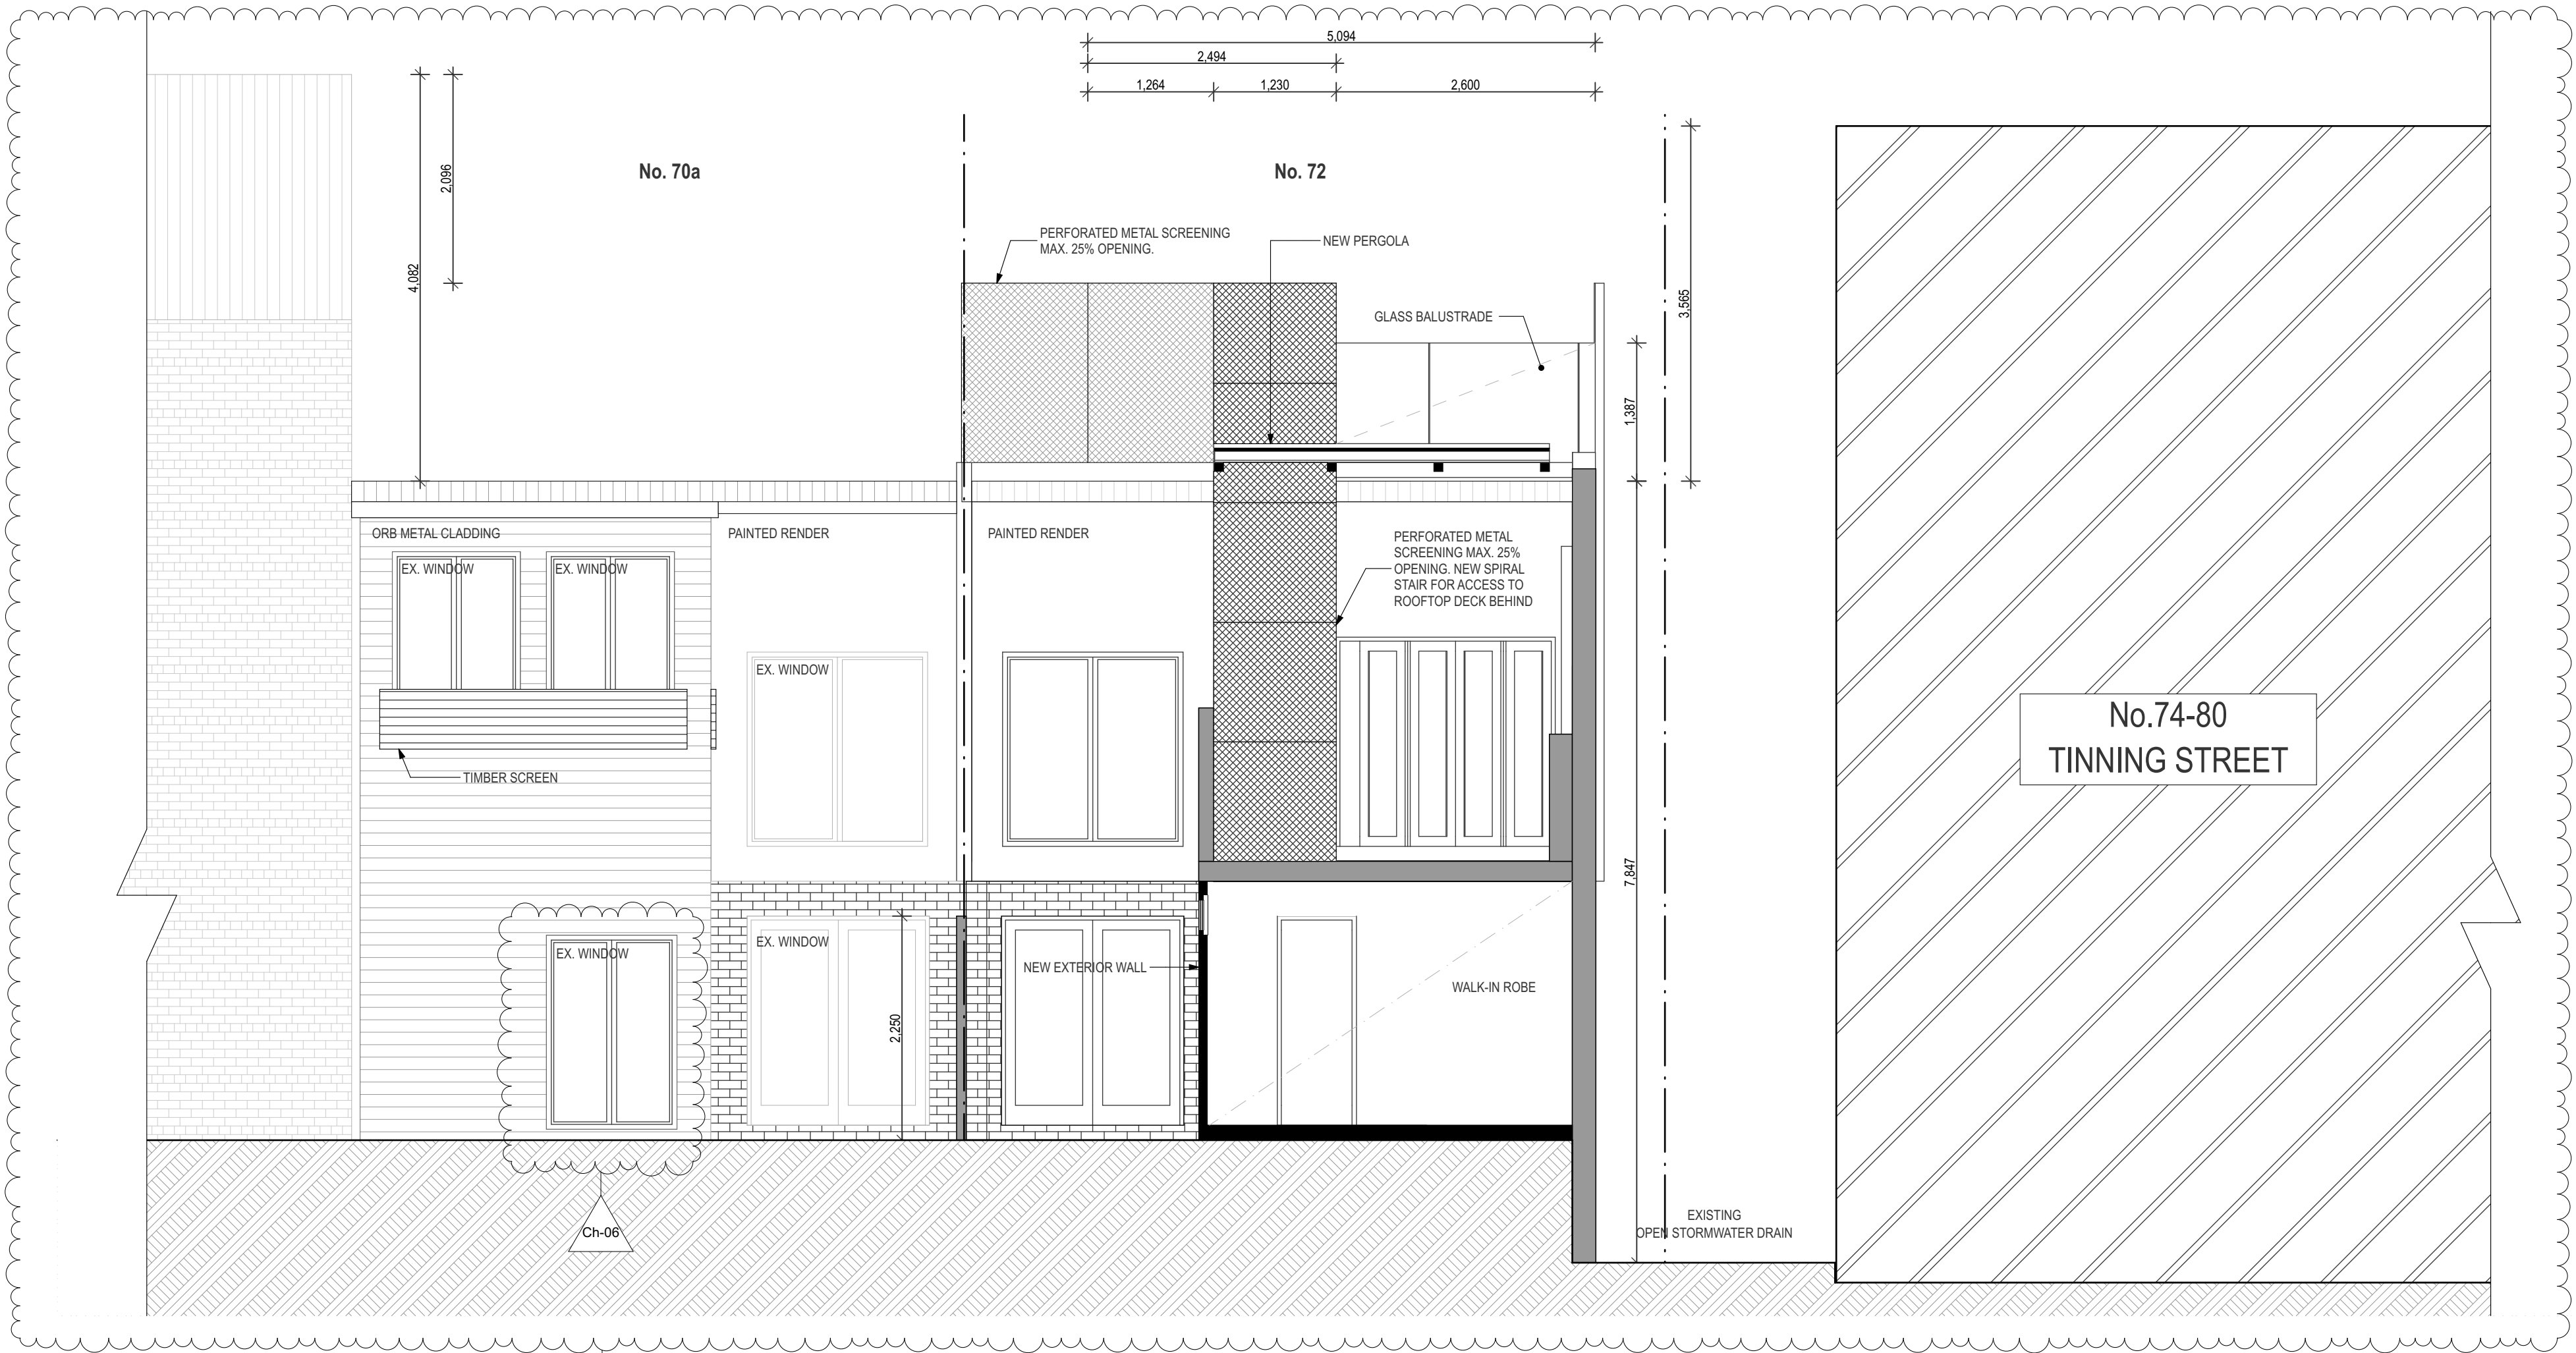 5,094
2,494
1,264
1,230
2,600
2,096
4,082
No. 70a
No. 72
3,565
PERFORATED METAL SCREENING
MAX. 25% OPENING.
NEW PERGOLA
GLASS BALUSTRADE
1,387
ORB METAL CLADDING
PAINTED RENDER
PAINTED RENDER
PERFORATED METAL
SCREENING MAX. 25%
OPENING. NEW SPIRAL
STAIR FOR ACCESS TO
ROOFTOP DECK BEHIND
EX. WINDOW
EX. WINDOW
EX. WINDOW
TIMBER SCREEN
No.74-80
TINNING STREET
7,847
EX. WINDOW
EX. WINDOW
NEW EXTERIOR WALL
WALK-IN ROBE
2,250
EXISTING
OPEN STORMWATER DRAIN
Ch-06